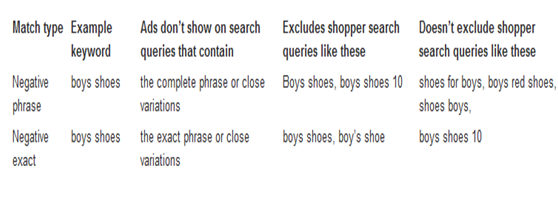 Match type Example Ads don't show on search Excludes shopper search Doesn't exclude shopper
keyword queries that contain queries like these search queries like these
Negative boys shoes the complete phrase or close Boys shoes, boys shoes 10 shoes for boys, boys red shoes,
phrase variations shoes boys,
Negative boys shoes the exact phrase or close boys shoes, boy's shoe boys shoes 10
exact variations